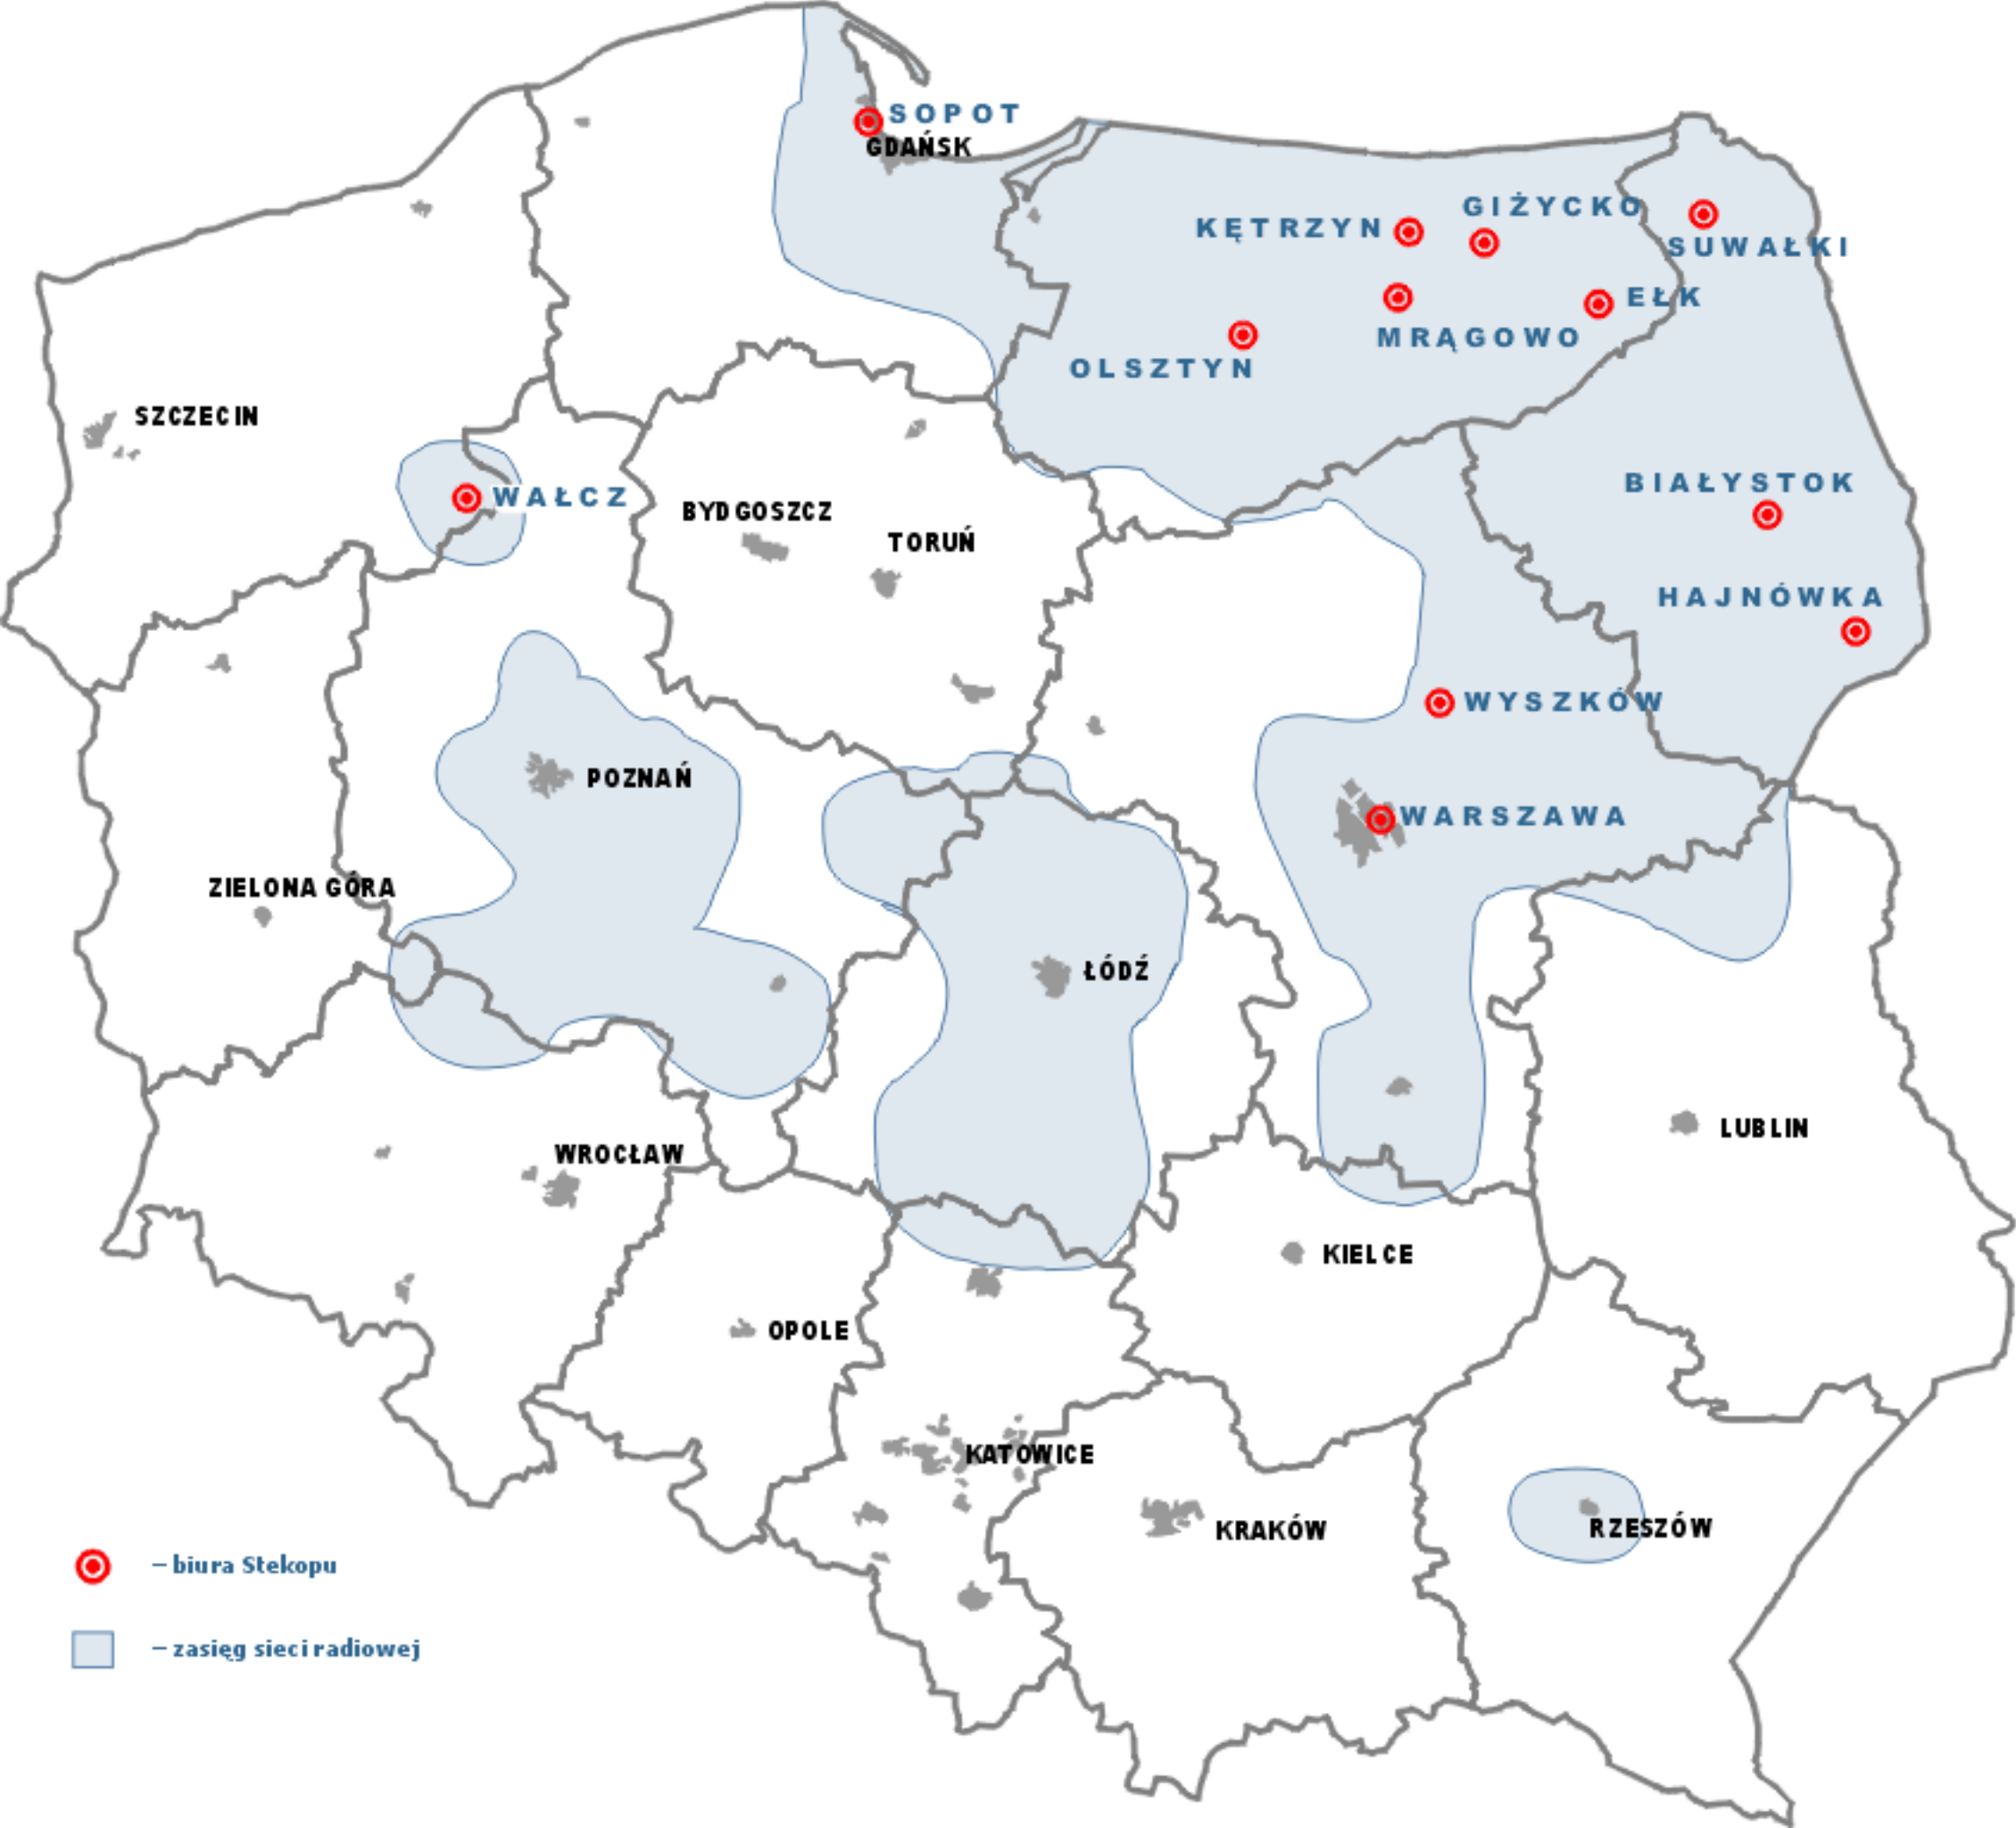 SOPOT
GDAŃSK
GIŻYCKO
KĘTRZYN
SUWAŁKI
EŁK
MRĄGOWO
OLSZTYN
SZCZECIN
BIAŁYSTOK
WAŁCZ
BYDGOSZCZ
TORUŃ
HAJNÓWKA
WYSZKÓW
POZNAŃ
WARSZAWA
ZIELONA GÓRA
ŁÓDŹ
LUBLIN
WROCŁAW
KIELCE
OPOLE
KATOWICE
KRAKÓW
RZESZÓW
– biura Stekopu
– zasięg sieci radiowej